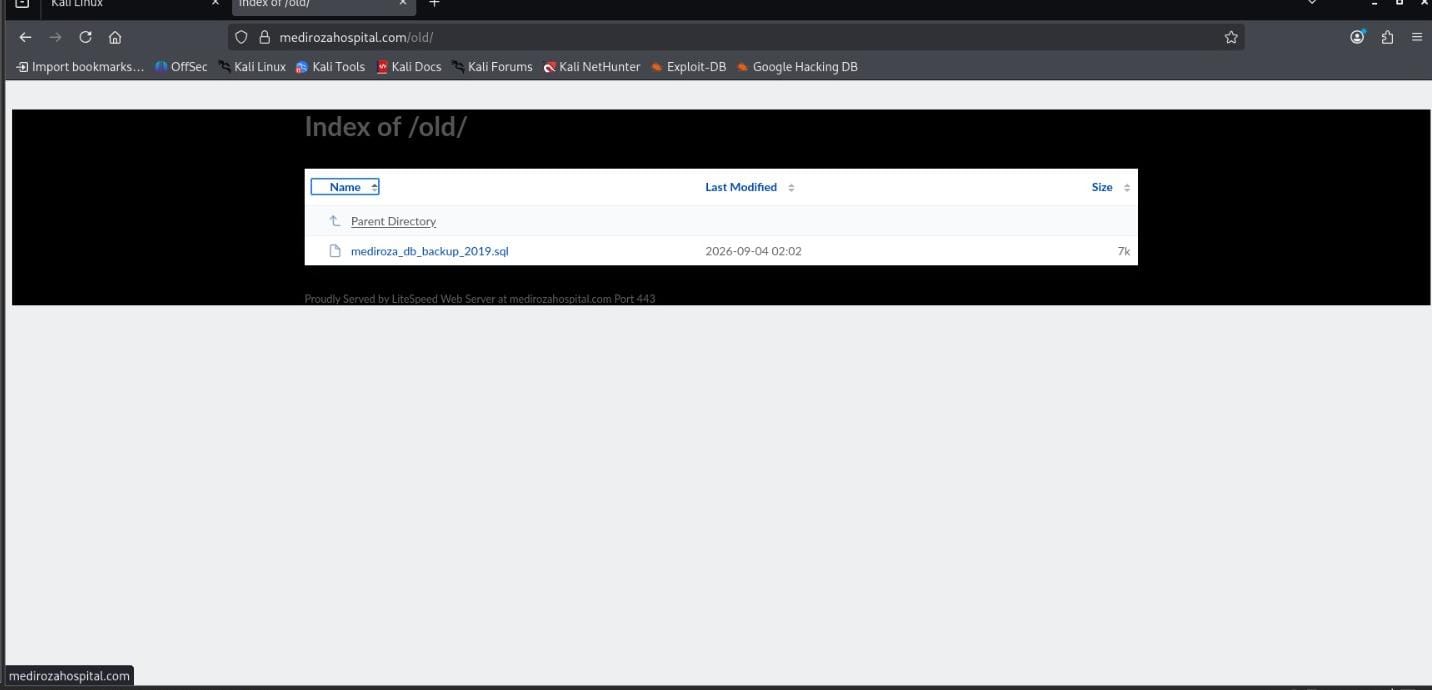 Kali Linux × Index of /old/ × +
medirozahospital.com/old/
Import bookmarks... OffSec Kali Linux Kali Tools Kali Docs Kali Forums Kali NetHunter Exploit-DB Google Hacking DB
Index of /old/
Name Last Modified Size
Parent Directory
mediroza_db_backup_2019.sql 2026-09-04 02:02 7k
Proudly Served by LiteSpeed Web Server at medirozahospital.com Port 443
medirozahospital.com